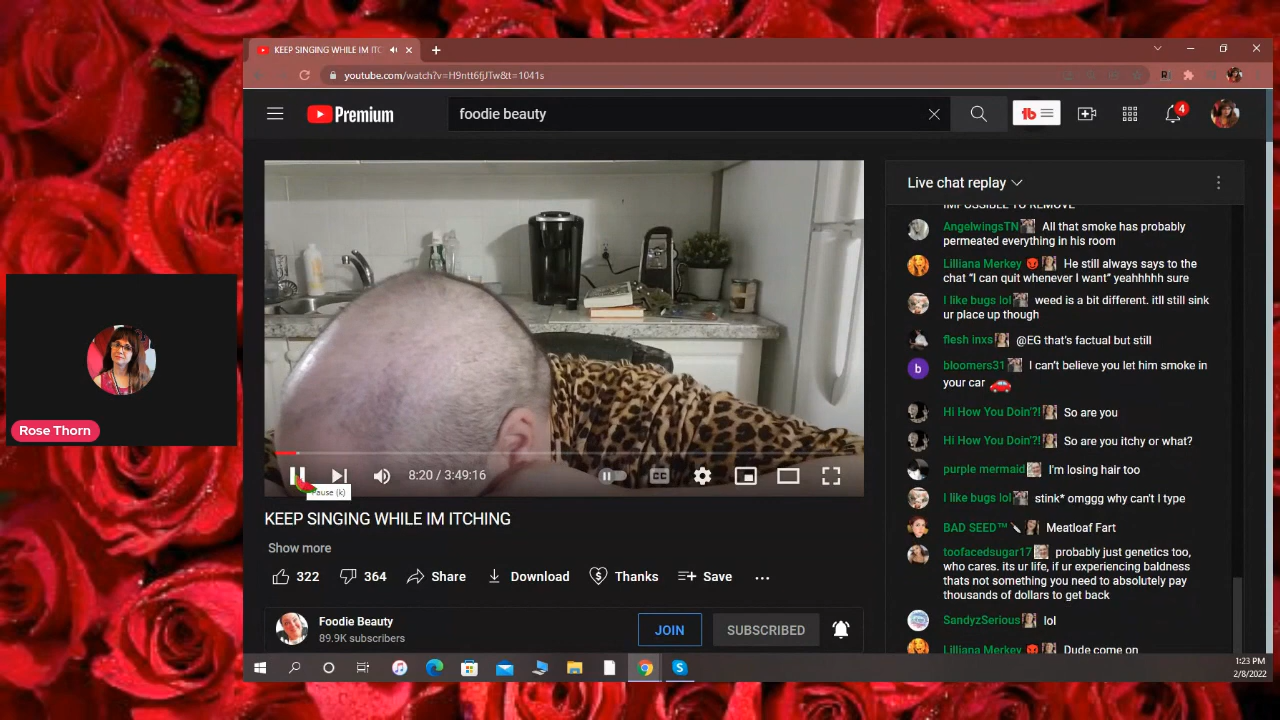 KEEP SINGING WHILE IM ITC
youtube.com/watch?v=H9ntt6fjJTw&t=1041s
Premium
foodie beauty
tb
4
Live chat replay
IMPOSSIBLE TO REMOVE
AngelwingsTN All that smoke has probably
permeated everything in his room
Lilliana Merkey He still always says to the
chat “I can quit whenever I want” yeahhhhh sure
I like bugs lol weed is a bit different. itll still sink
ur place up though
flesh inxs @EG that's factual but still
b
bloomers31 I can’t believe you let him smoke in
your car
Hi How You Doin'?! So are you
Hi How You Doin'?! So are you itchy or what?
purple mermaid I'm losing hair too
I like bugs lol stink* omggg why can't I type
BAD SEED™ Meatloaf Fart
toofacedsugar17 probably just genetics too,
who cares. its ur life, if ur experiencing baldness
thats not something you need to absolutely pay
thousands of dollars to get back
SandyzSerious lol
Lilliana Merkey Dude come on
Rose Thorn
8:20 / 3:49:16
CC
Pause (k)
KEEP SINGING WHILE IM ITCHING
Show more
322
364
Share
Download
Thanks
Save
Foodie Beauty
89.9K subscribers
JOIN
SUBSCRIBED
1:23 PM
2/8/2022